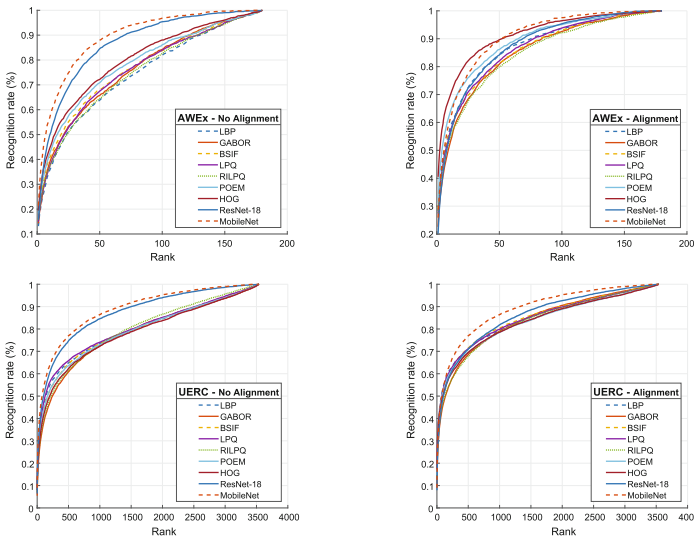 1
0.9
0.8
0.7
0.6
0.5
0.4
0.3
0.2
0.1
0
50
100
150
200
Recognition rate (%)
Rank
AWEx - No Alignment
LBP
GABOR
BSIF
LPQ
RILPQ
POEM
HOG
ResNet-18
MobileNet
1
0.9
0.8
0.7
0.6
0.5
0.4
0.3
0.2
0
50
100
150
200
Recognition rate (%)
Rank
AWEx - Alignment
LBP
GABOR
BSIF
LPQ
RILPQ
POEM
HOG
ResNet-18
MobileNet
1
0.9
0.8
0.7
0.6
0.5
0.4
0.3
0.2
0.1
0
0
500
1000
1500
2000
2500
3000
3500
4000
Recognition rate (%)
Rank
UERC - No Alignment
LBP
GABOR
BSIF
LPQ
RILPQ
POEM
HOG
ResNet-18
MobileNet
1
0.9
0.8
0.7
0.6
0.5
0.4
0.3
0.2
0.1
0
0
500
1000
1500
2000
2500
3000
3500
4000
Recognition rate (%)
Rank
UERC - Alignment
LBP
GABOR
BSIF
LPQ
RILPQ
POEM
HOG
ResNet-18
MobileNet